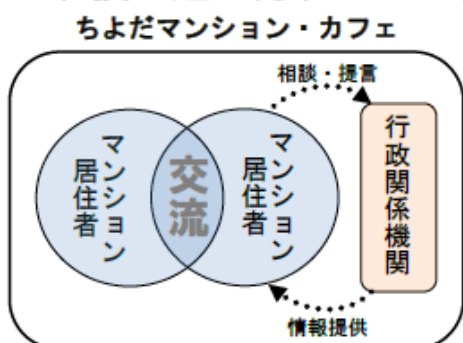 ちよだマンション・カフェ
相談・提言
マンション
居住者
交流
マンション
居住者
行政関係機関
情報提供